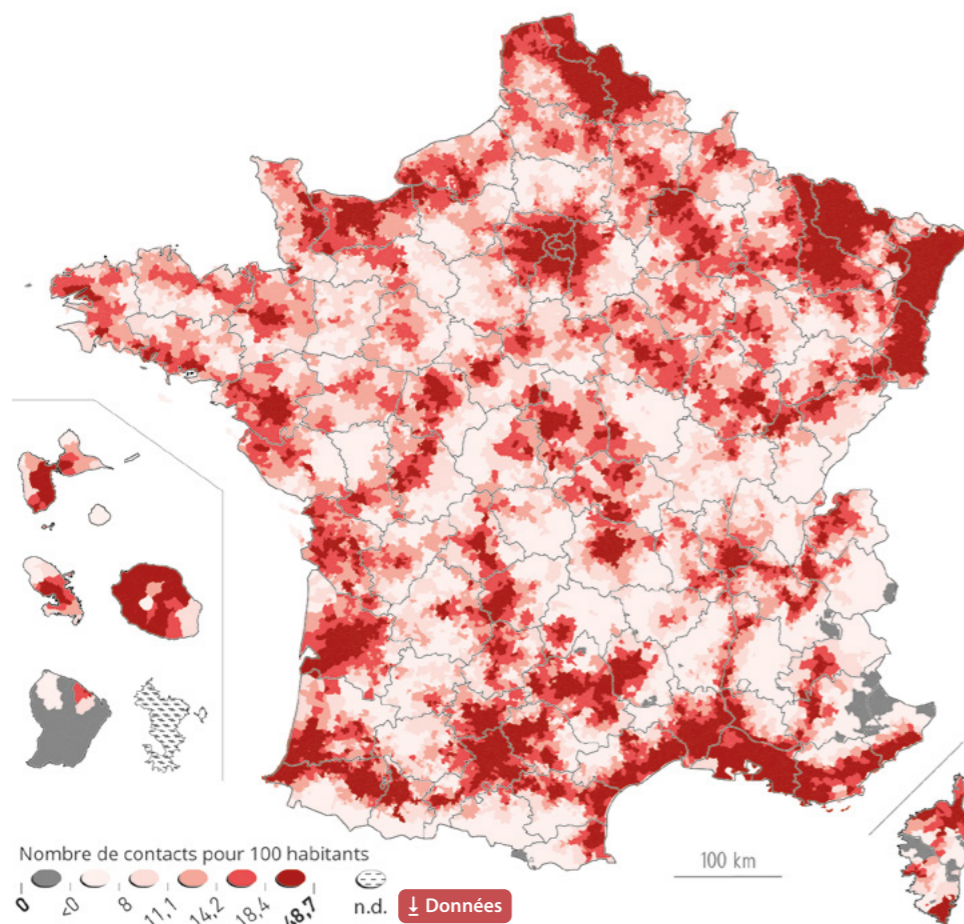 100 km
Nombre de contacts pour 100 habitants
0 <0 8 11,1 14,2 18,4 48,7 n.d.
Données